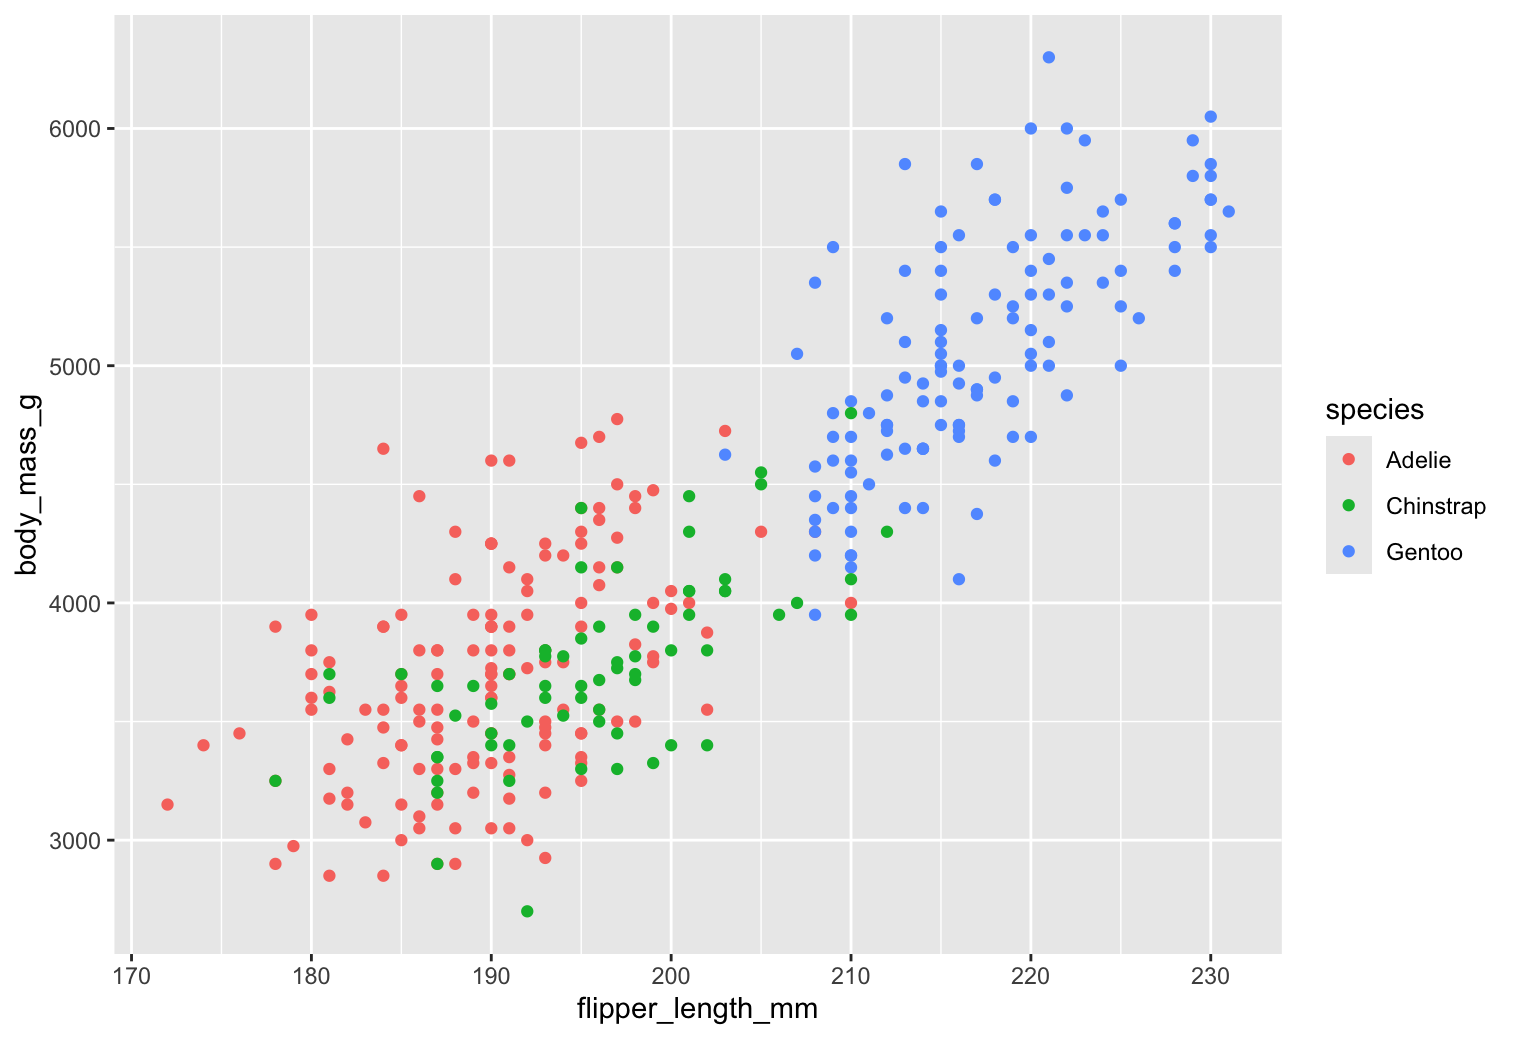 body_mass_g
6000
5000
4000
3000
170 180 190 200 210 220 230
flipper_length_mm
species
Adelie
Chinstrap
Gentoo